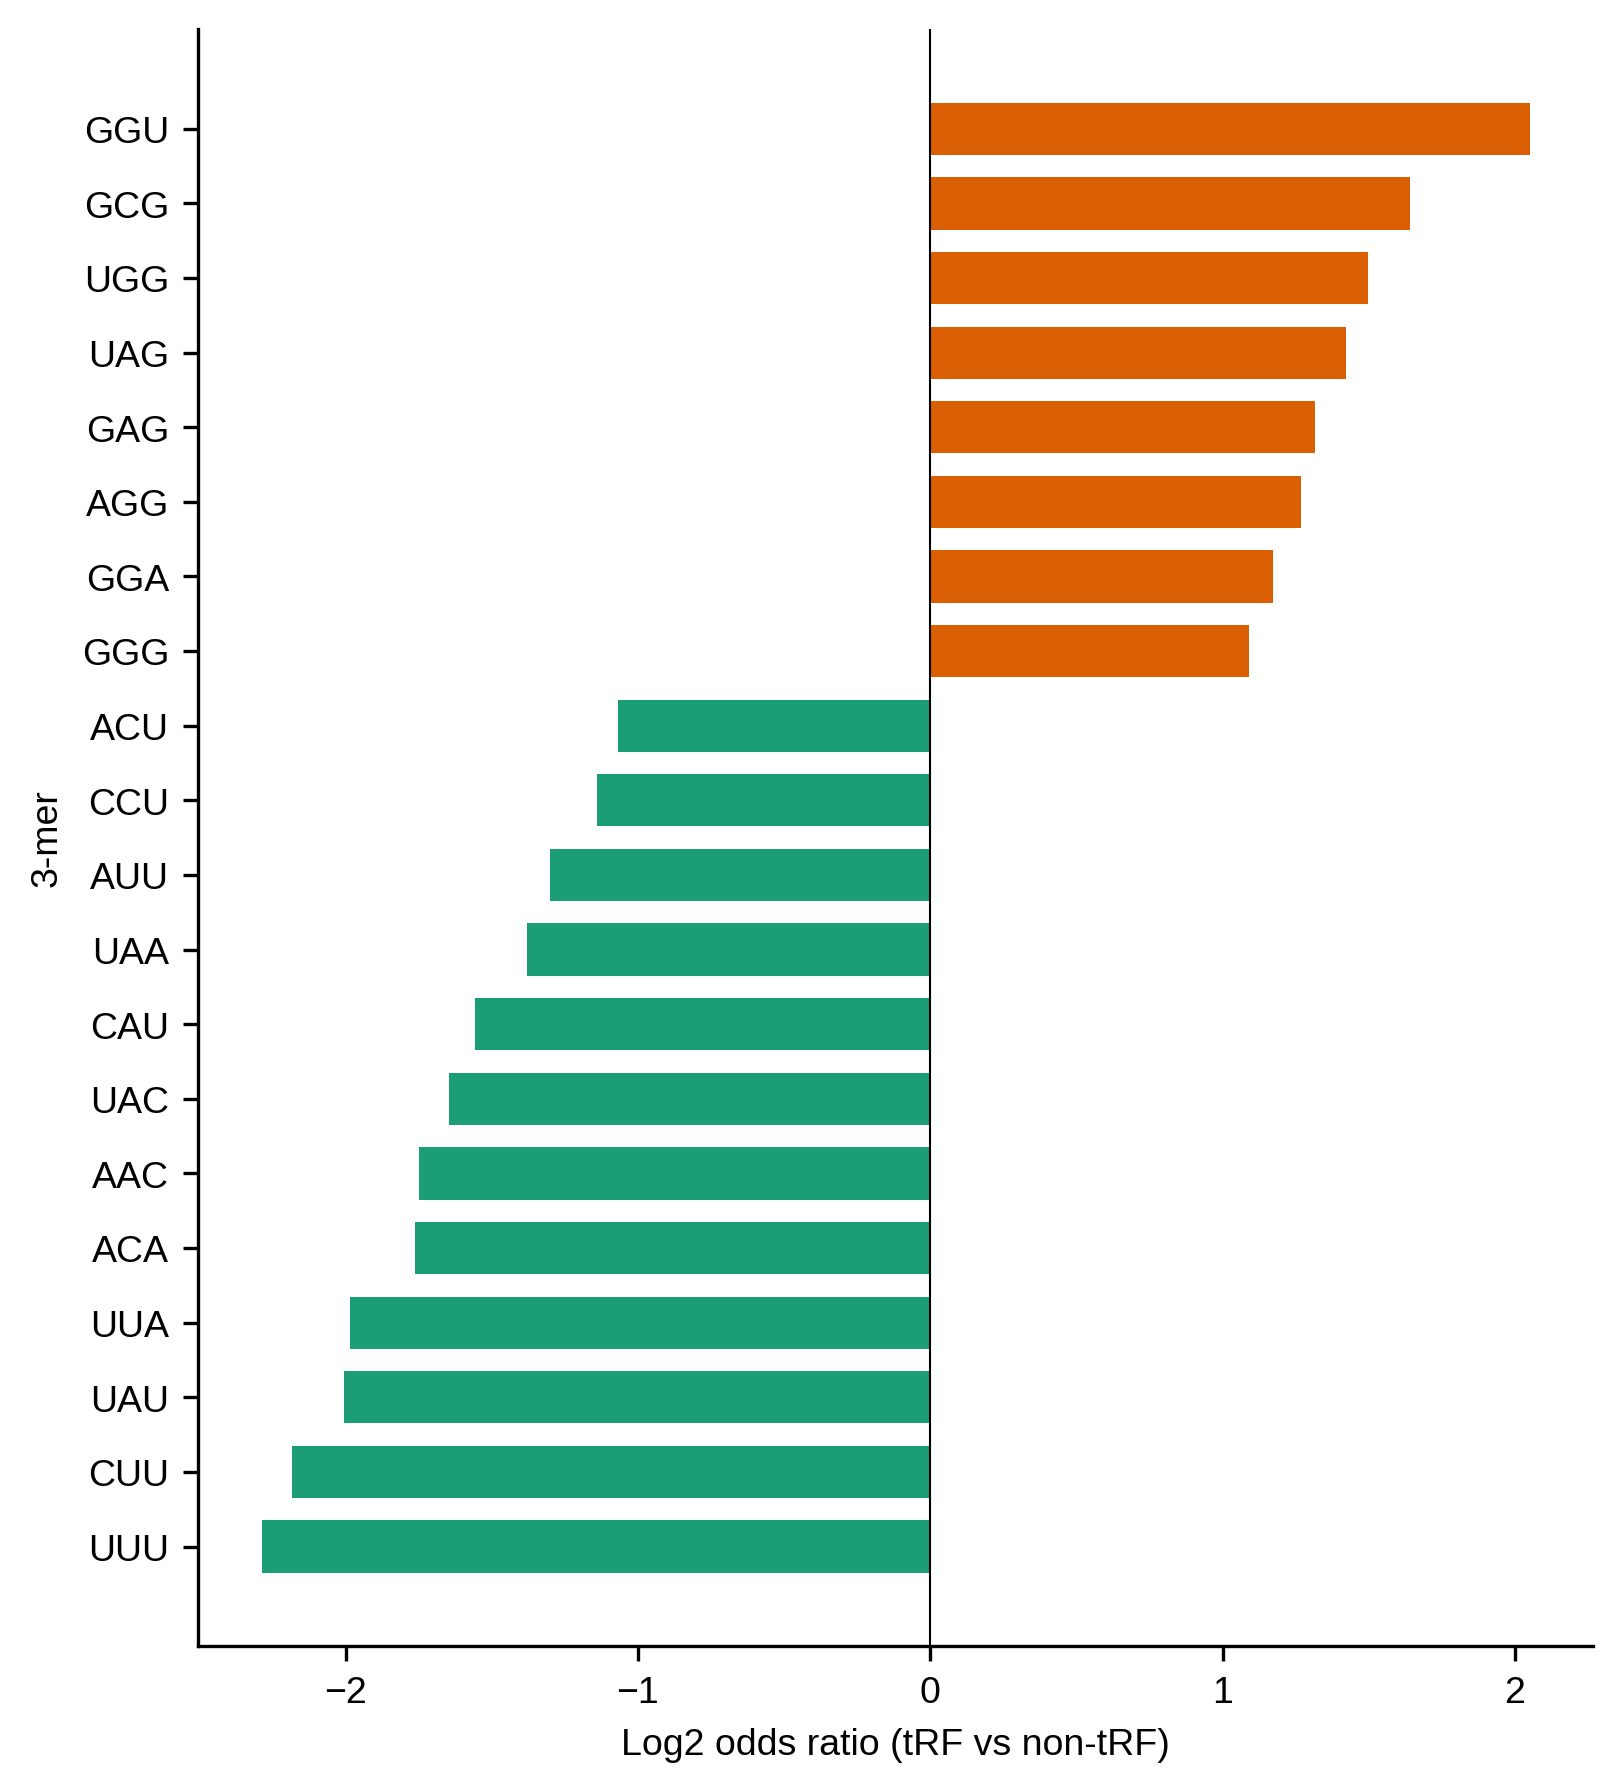 GGU
GCG
UGG
UAG
GAG
AGG
GGA
GGG
ACU
CCU
AUU
UAA
CAU
UAC
AAC
ACA
UUA
UAU
CUU
UUU
3-mer
−2 −1 0 1 2
Log2 odds ratio (tRF vs non-tRF)